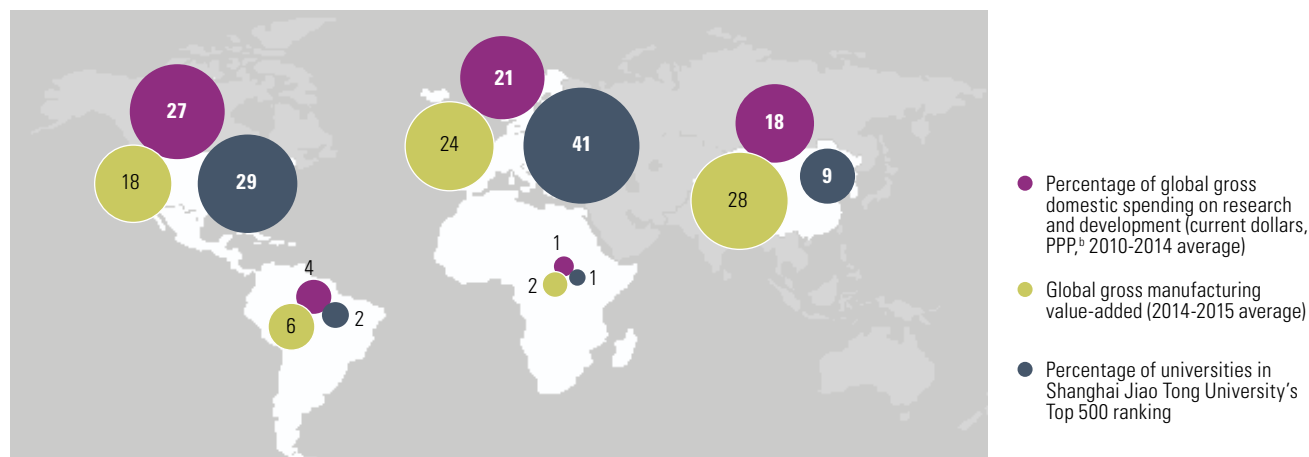 27
18
29
21
24
41
18
28
9
4
6
2
1
2
1
Percentage of global gross
domestic spending on research
and development (current dollars,
PPP,ᵇ 2010-2014 average)
Global gross manufacturing
value-added (2014-2015 average)
Percentage of universities in
Shanghai Jiao Tong University’s
Top 500 ranking